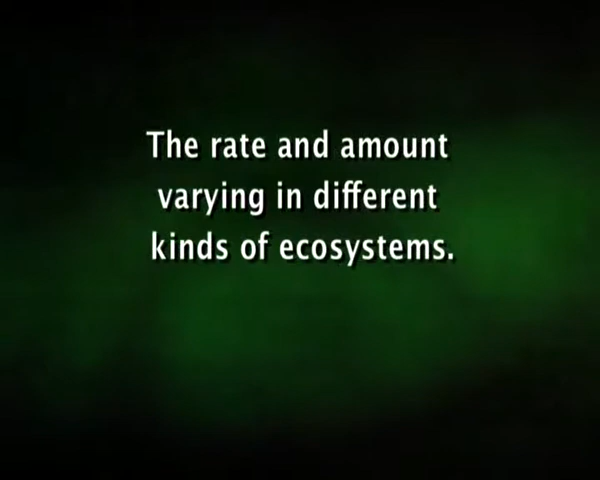 The rate and amount
varying in different
kinds of ecosystems.